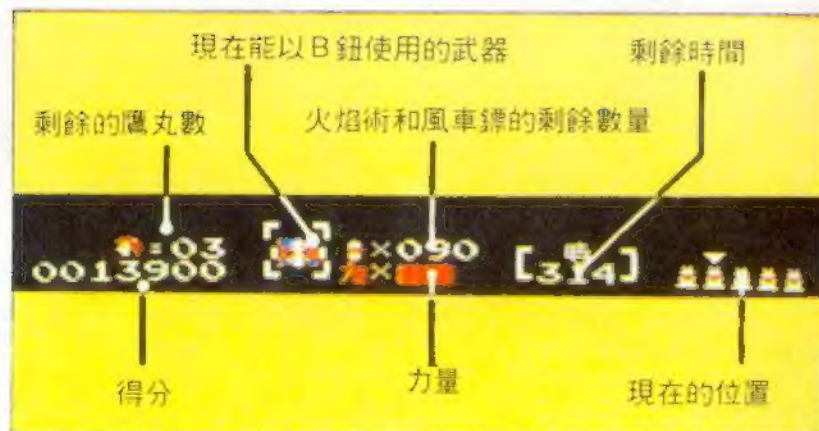 現在能以B鈕使用的武器
剩餘時間
剩餘的鷹丸數
火焰術和風車鏢的剩餘數量
=03
×090
時
0013900
力×
[314]
得分
力量
現在的位置